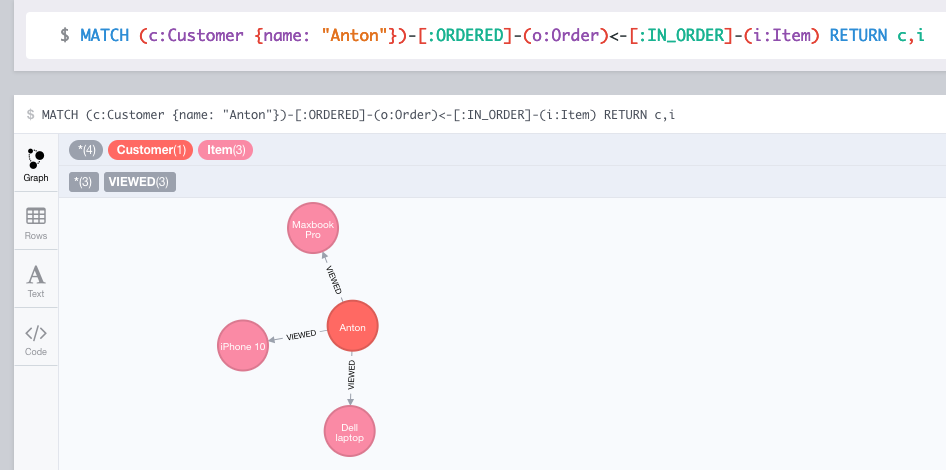 $ MATCH (c:Customer {name: "Anton"})-[:ORDERED]-(o:Order)<-[:IN_ORDER]-(i:Item) RETURN c,i
$ MATCH (c:Customer {name: "Anton"})-[:ORDERED]-(o:Order)<-[:IN_ORDER]-(i:Item) RETURN c,i
Graph
Rows
Text
Code
*(4) Customer(1) Item(3)
*(3) VIEWED(3)
Maxbook
Pro
VIEWED
Anton
VIEWED
iPhone 10
VIEWED
Dell
laptop
A
</>